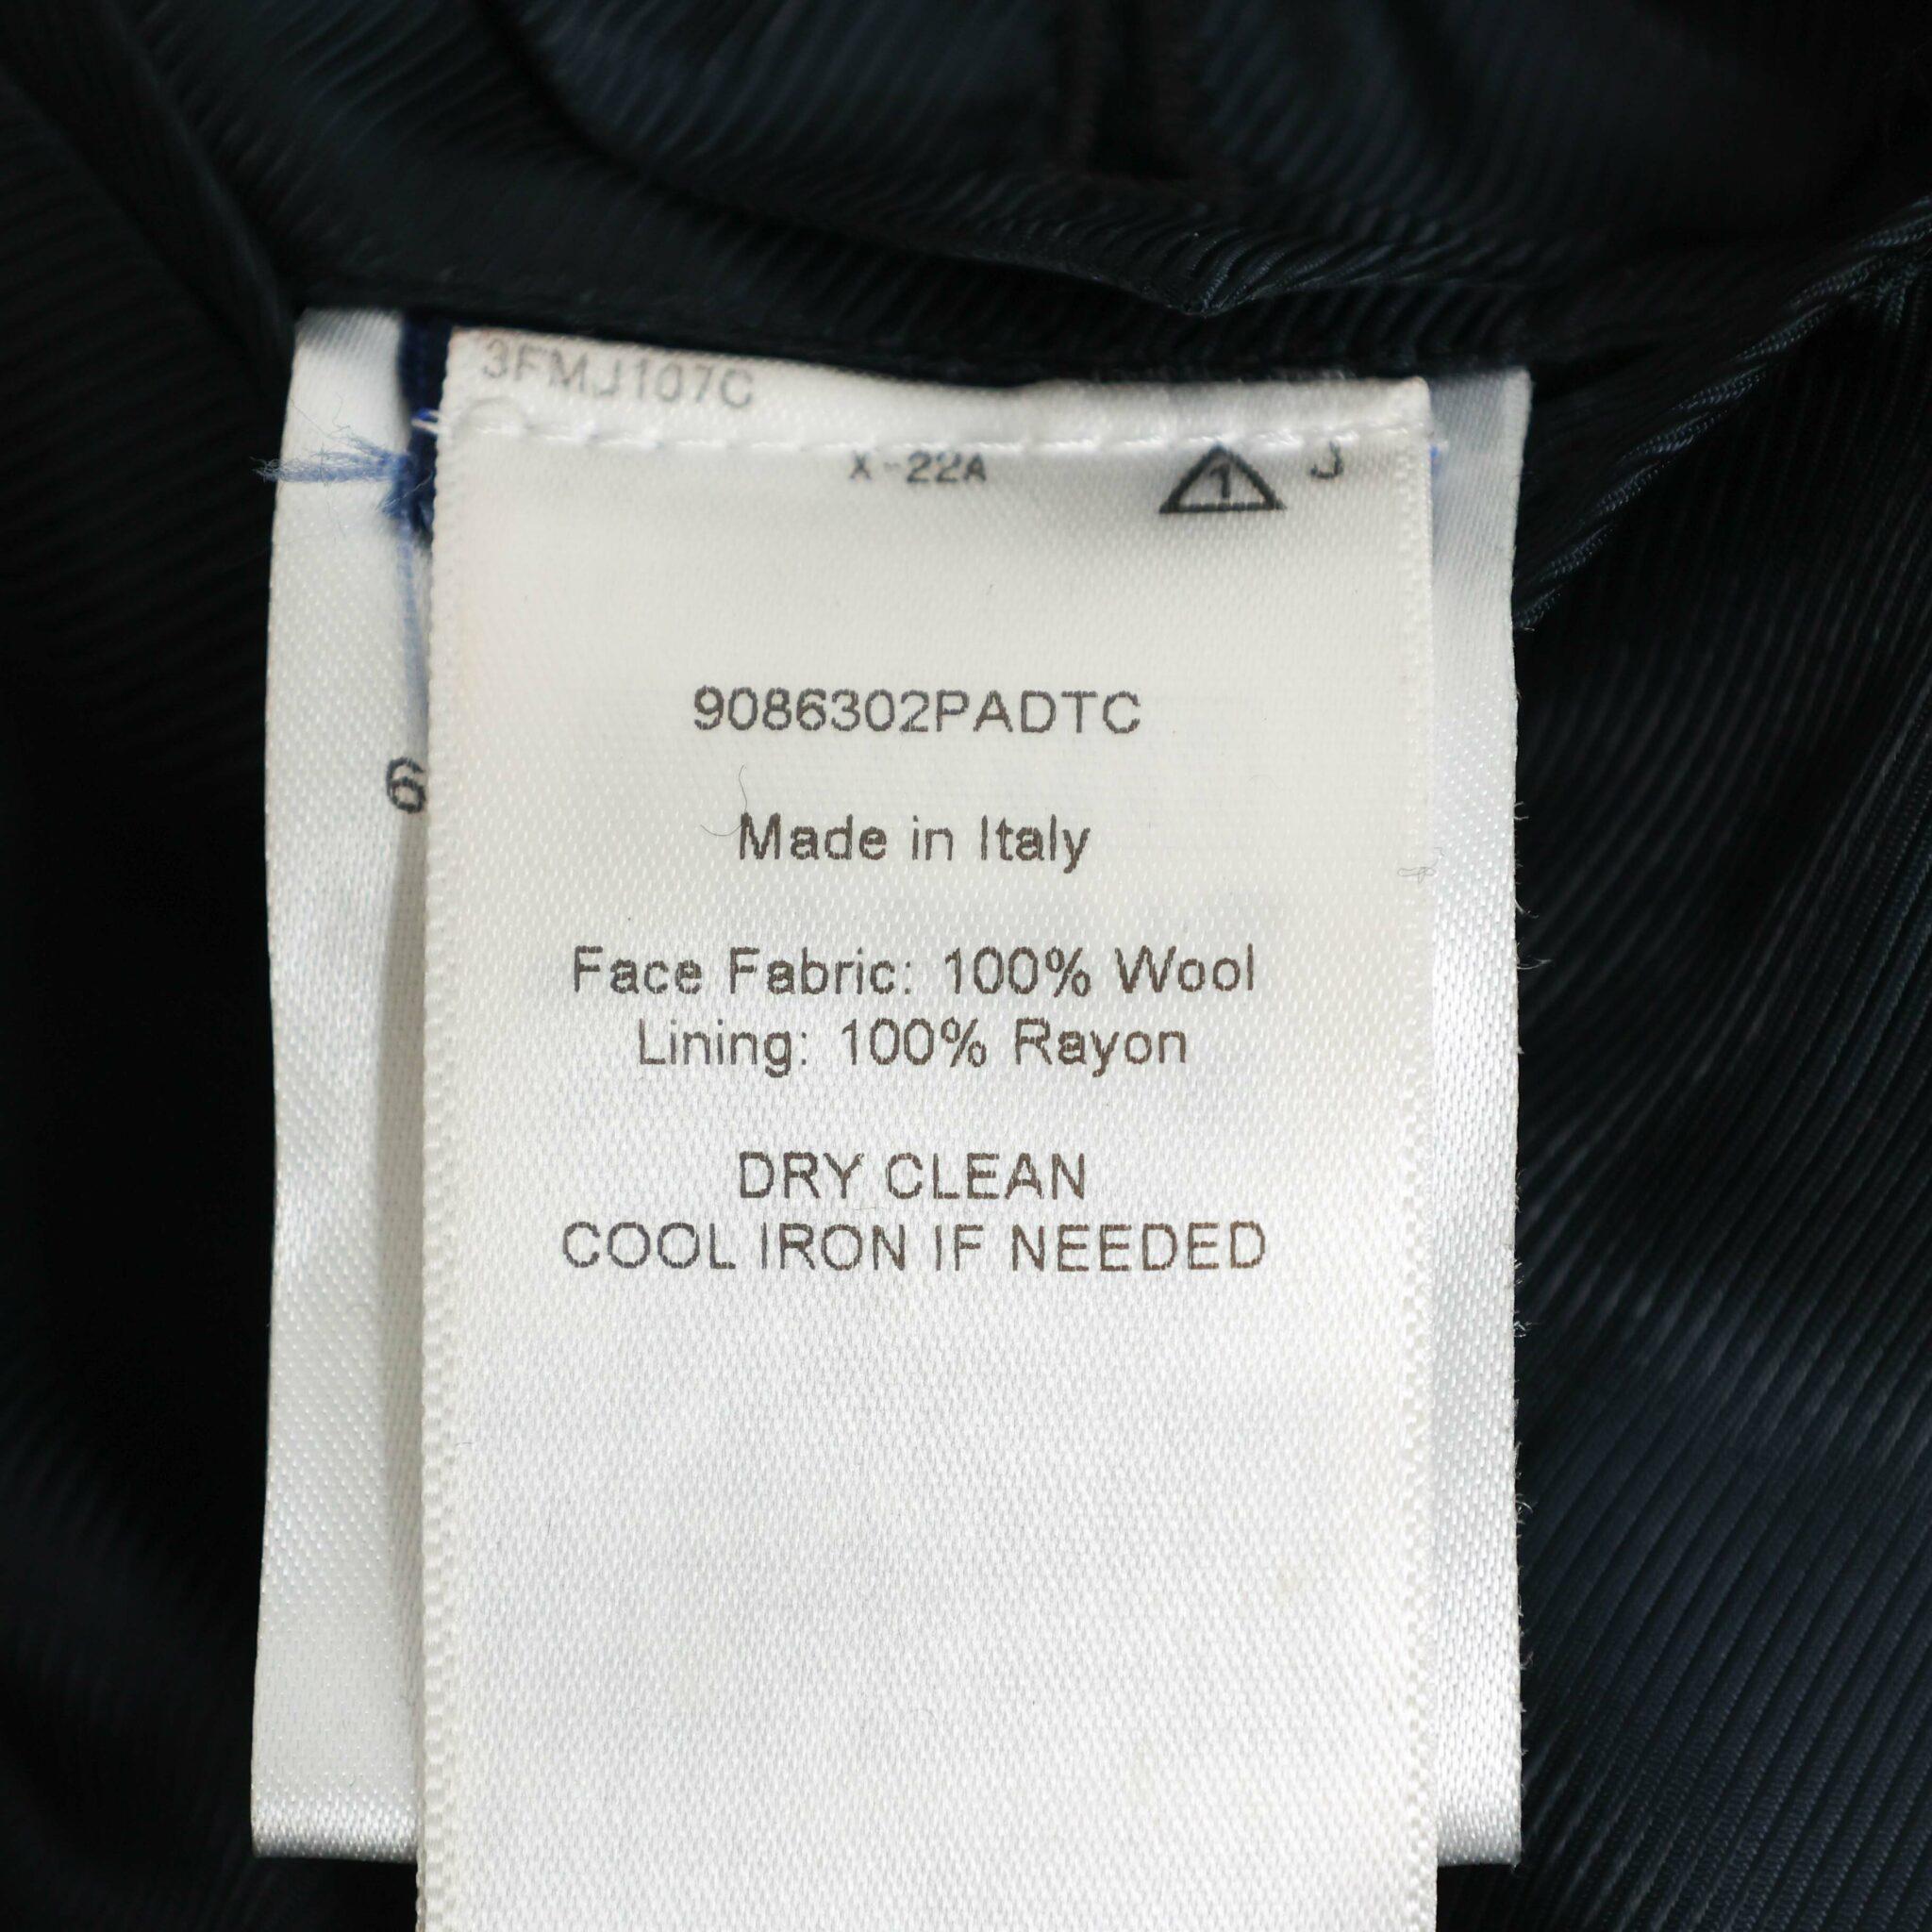 3FMJ107C
X-22A 1 J
9086302PADTC
6
Made in Italy
Face Fabric: 100% Wool
Lining: 100% Rayon
DRY CLEAN
COOL IRON IF NEEDED